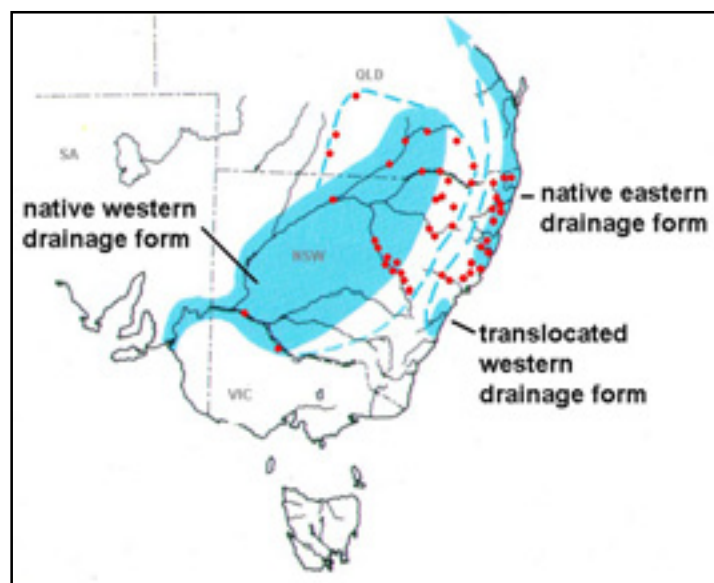 QLD
SA
native western
drainage form
native eastern
drainage form
NSW
translocated
western
drainage form
VIC
d